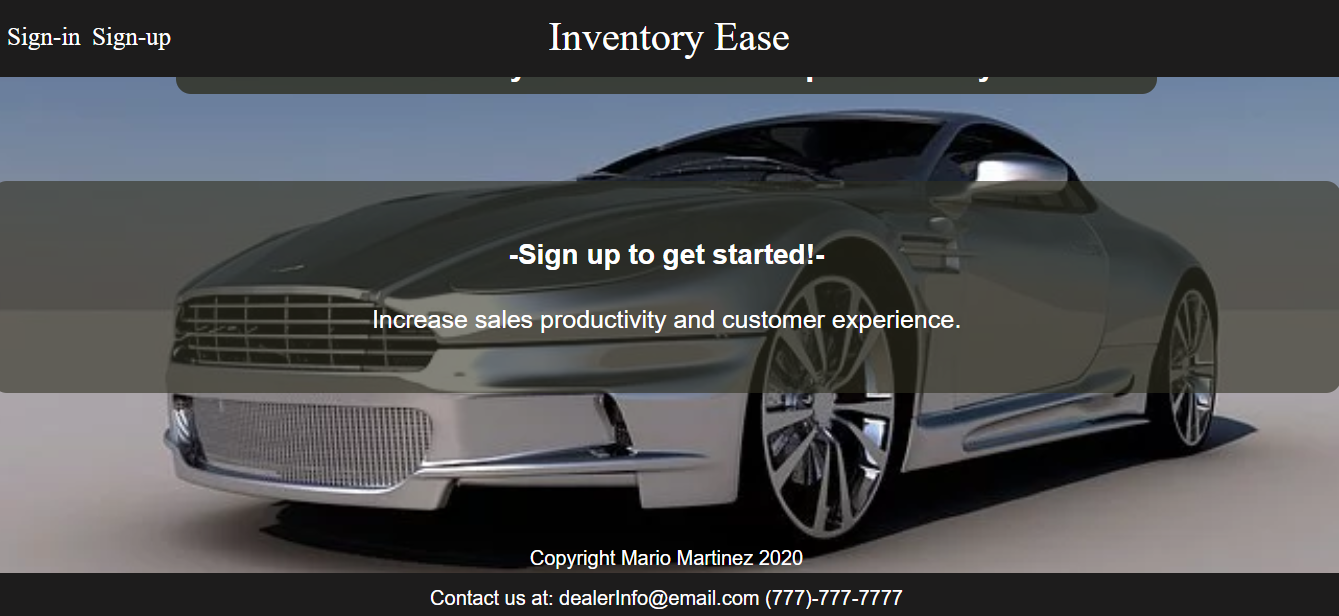 Sign-in Sign-up
Inventory Ease
-Sign up to get started!-
Increase sales productivity and customer experience.
Copyright Mario Martinez 2020
Contact us at: dealerInfo@email.com (777)-777-7777